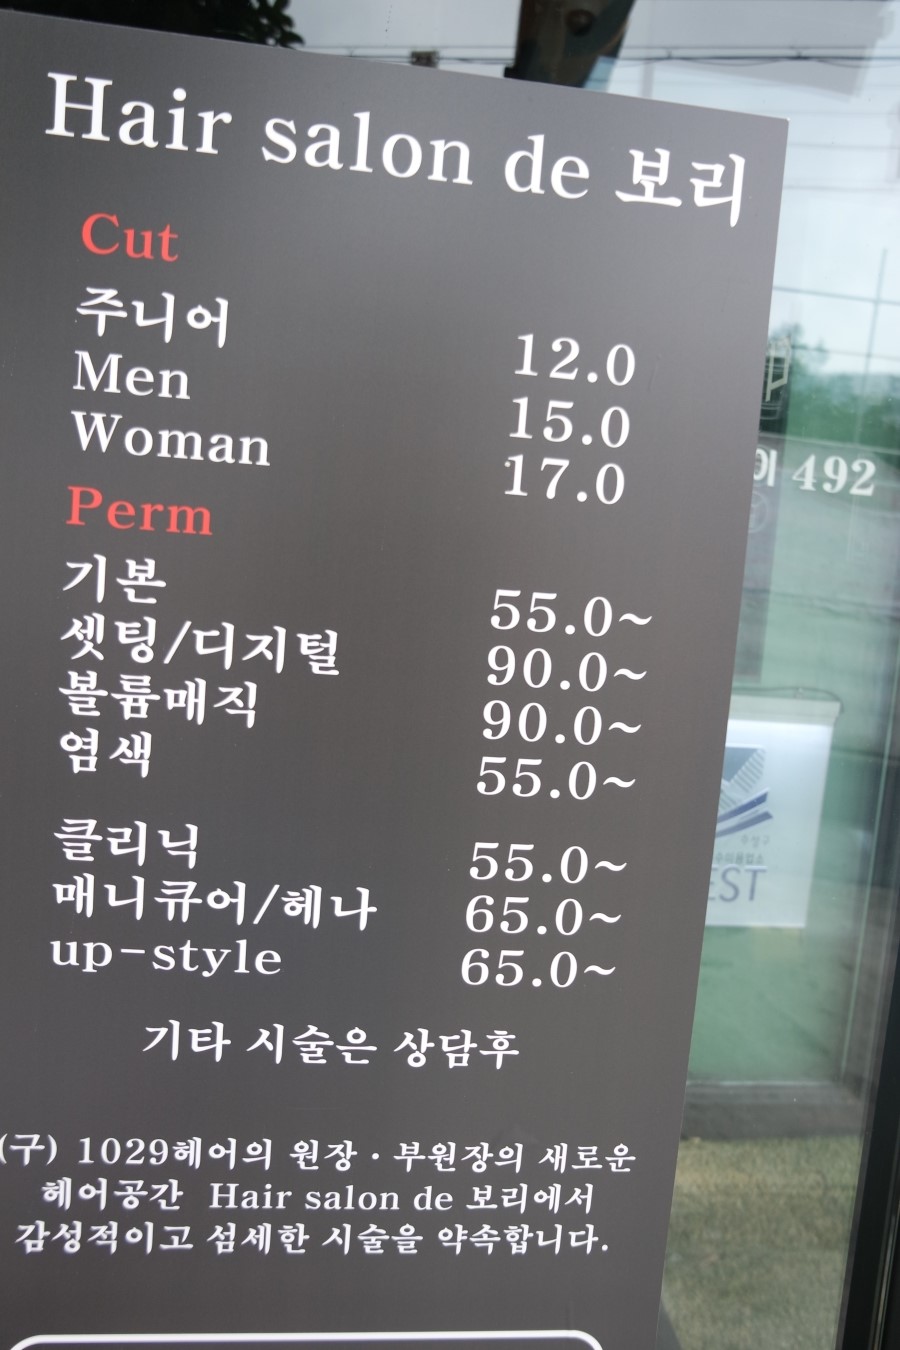 Hair salon de 보리
Cut
주니어 12.0
Men 15.0
Woman 17.0
Perm
기본 55.0~
셋팅/디지털 90.0~
볼륨매직 90.0~
염색 55.0~
클리닉 55.0~
매니큐어/헤나 65.0~
up-style 65.0~
기타 시술은 상담후
(구) 1029헤어의 원장·부원장의 새로운
헤어공간 Hair salon de 보리에서
감성적이고 섬세한 시술을 약속합니다.
492
EST